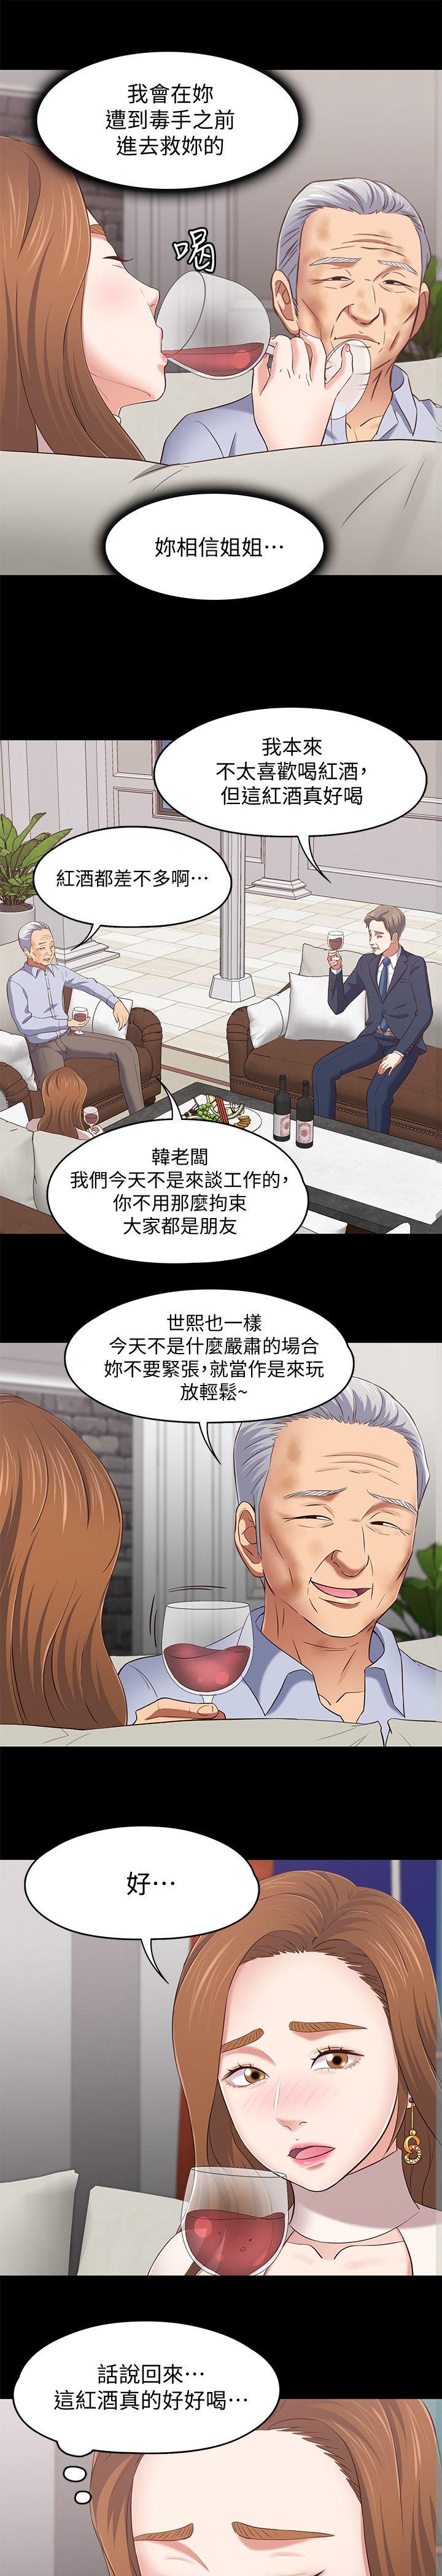 我會在妳
遭到毒手之前
進去救妳的
喝
妳相信姐姐…
我本來
不太喜歡喝紅酒，
但這紅酒真好喝
紅酒都差不多啊…
韓老闆
我們今天不是來談工作的，
你不用那麼拘束
大家都是朋友
世熙也一樣
今天不是什麼嚴肅的場合
妳不要緊張，就當作是來玩
放輕鬆~
好…
話說回來…
這紅酒真的好好喝…